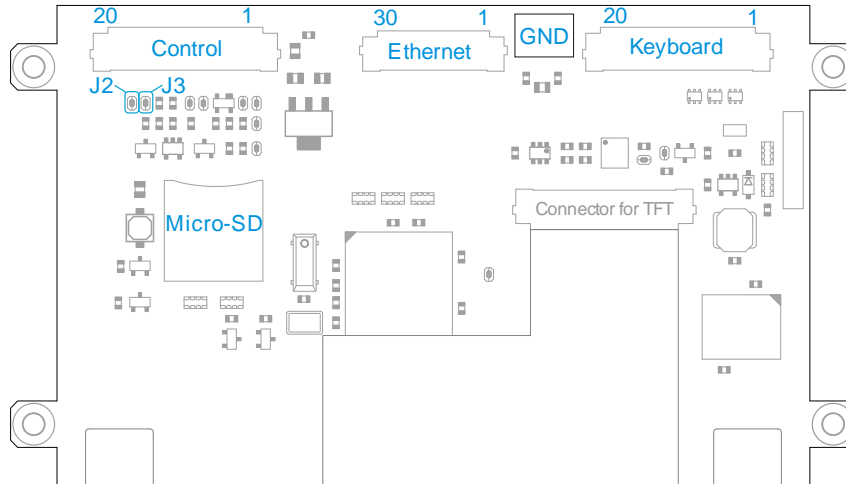 20 1 30 1 GND 20 1
Control Ethernet Keyboard
J2 J3
Micro-SD
Connector for TFT